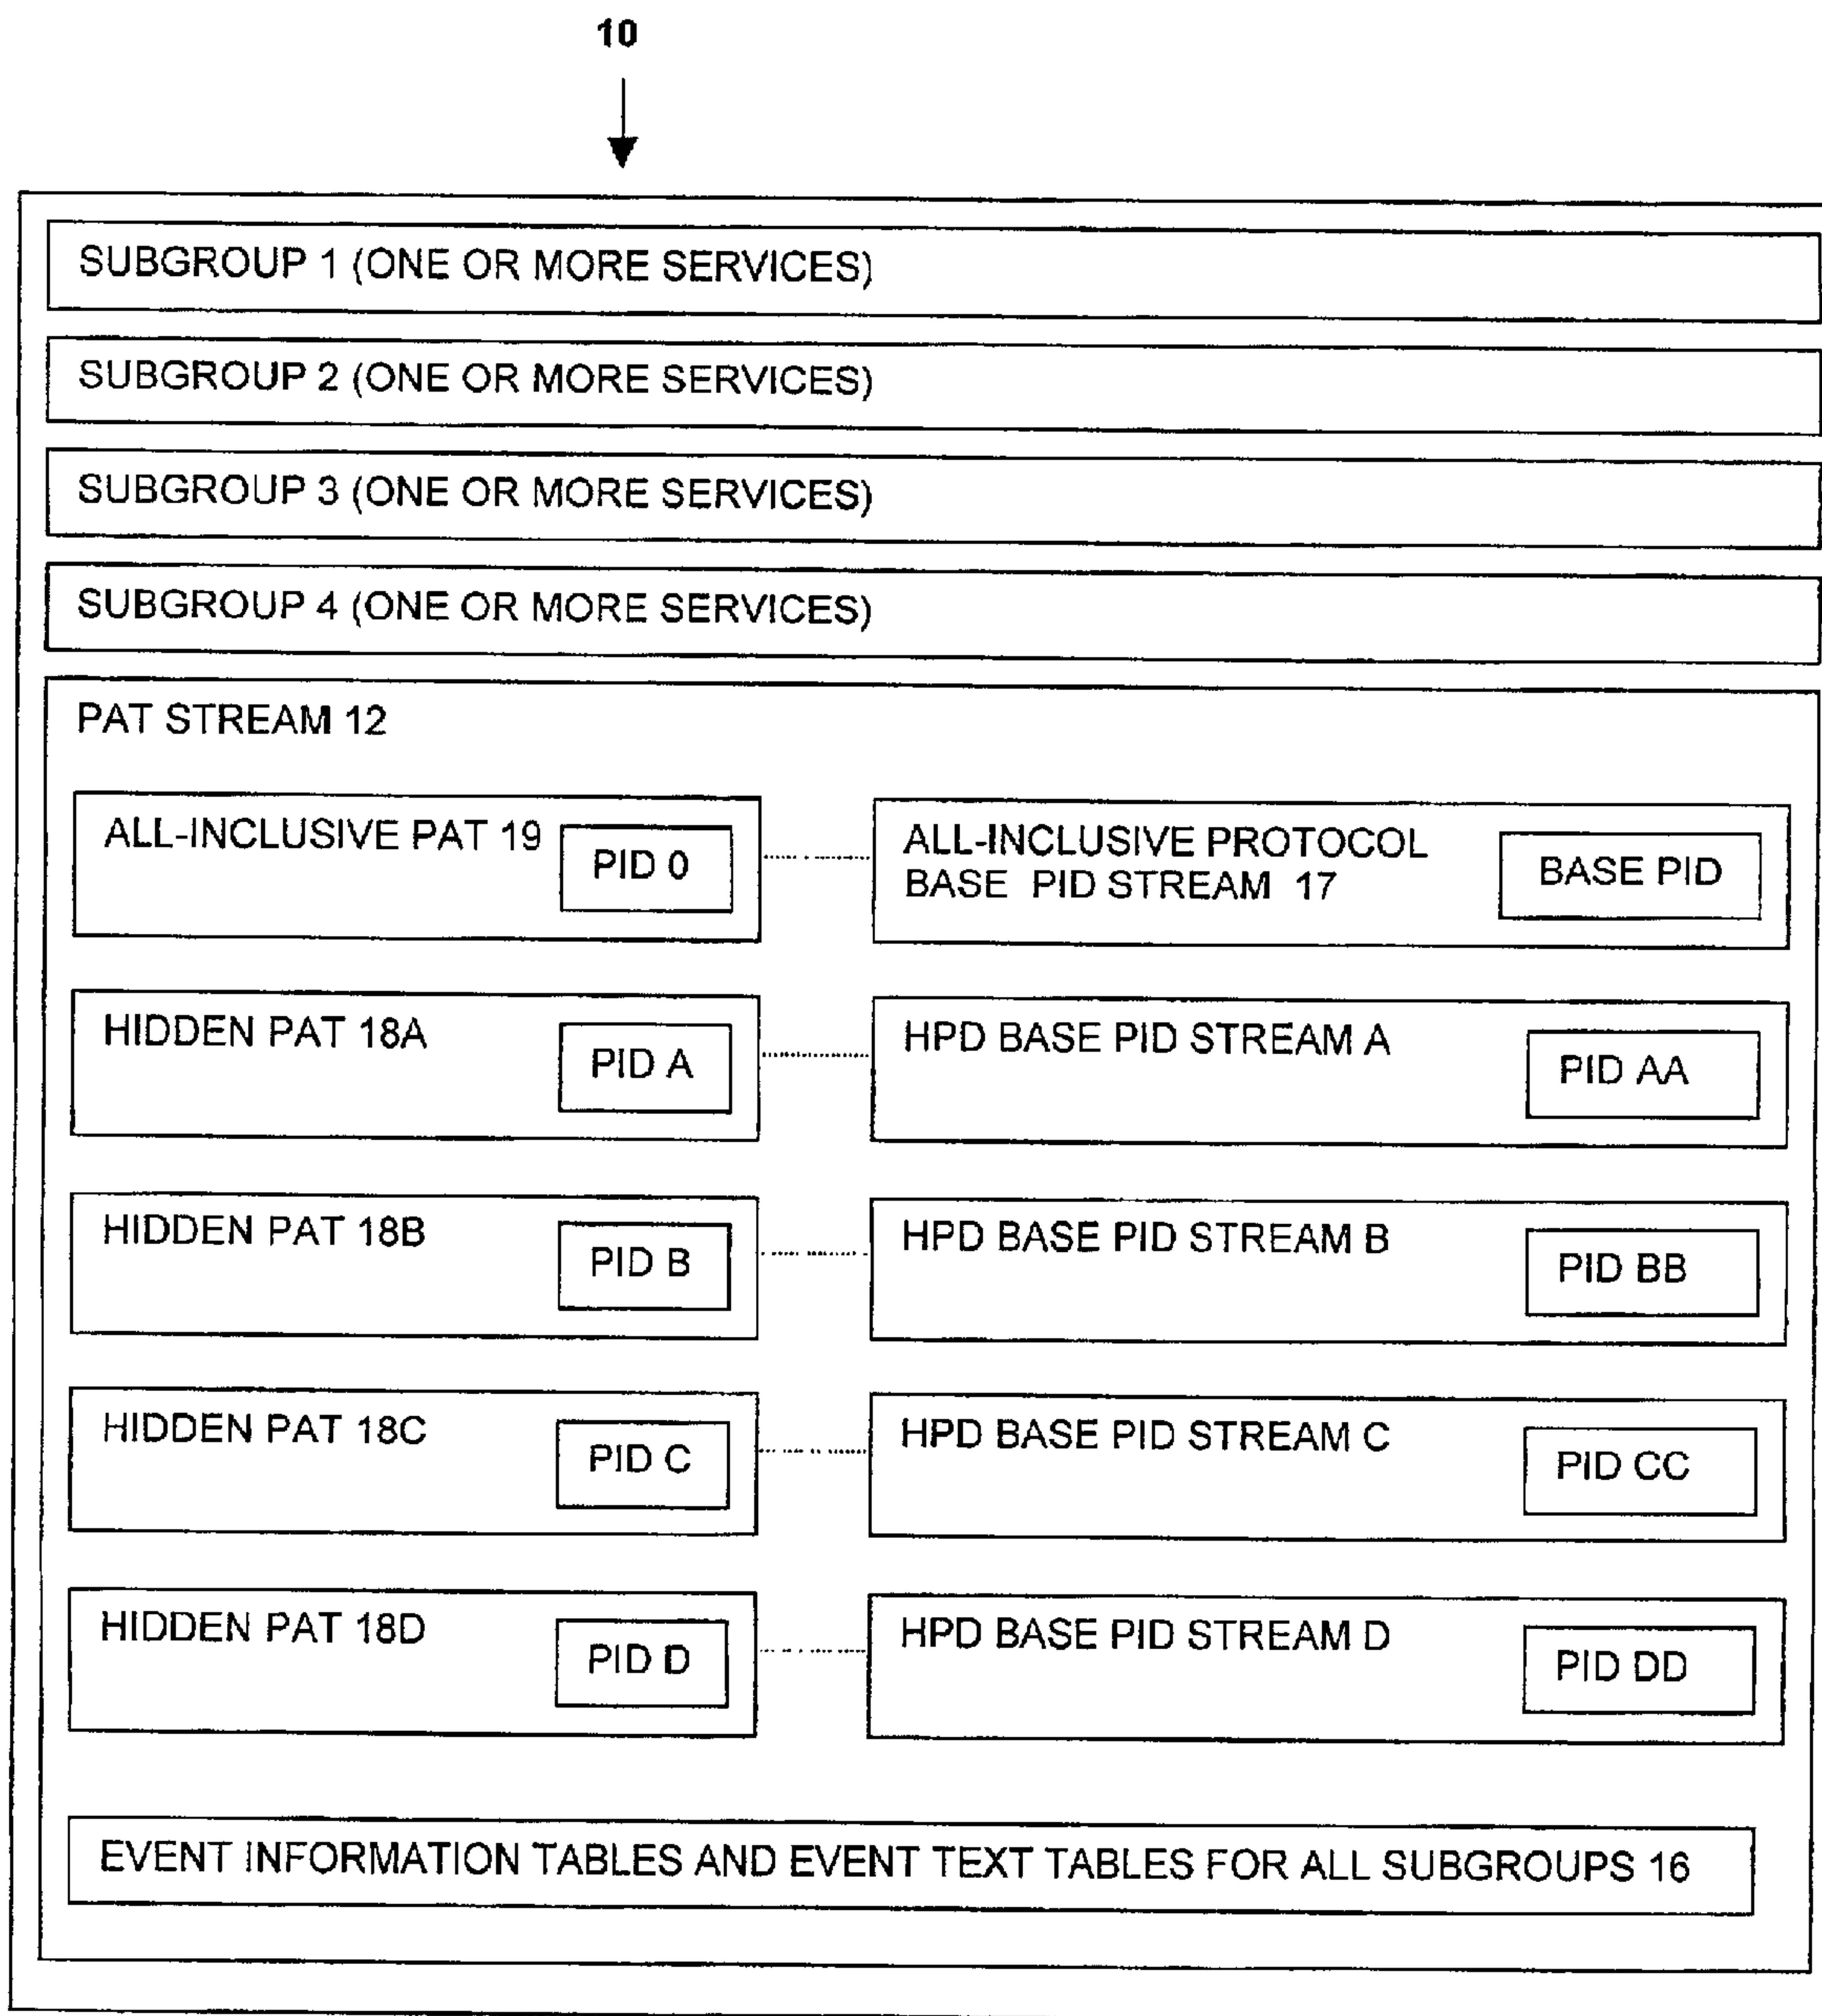 10
SUBGROUP 1 (ONE OR MORE SERVICES)
SUBGROUP 2 (ONE OR MORE SERVICES)
SUBGROUP 3 (ONE OR MORE SERVICES)
SUBGROUP 4 (ONE OR MORE SERVICES)
PAT STREAM 12
ALL-INCLUSIVE PAT 19
PID 0
ALL-INCLUSIVE PROTOCOL
BASE PID STREAM 17
BASE PID
HIDDEN PAT 18A
PID A
HPD BASE PID STREAM A
PID AA
HIDDEN PAT 18B
PID B
HPD BASE PID STREAM B
PID BB
HIDDEN PAT 18C
PID C
HPD BASE PID STREAM C
PID CC
HIDDEN PAT 18D
PID D
HPD BASE PID STREAM D
PID DD
EVENT INFORMATION TABLES AND EVENT TEXT TABLES FOR ALL SUBGROUPS 16